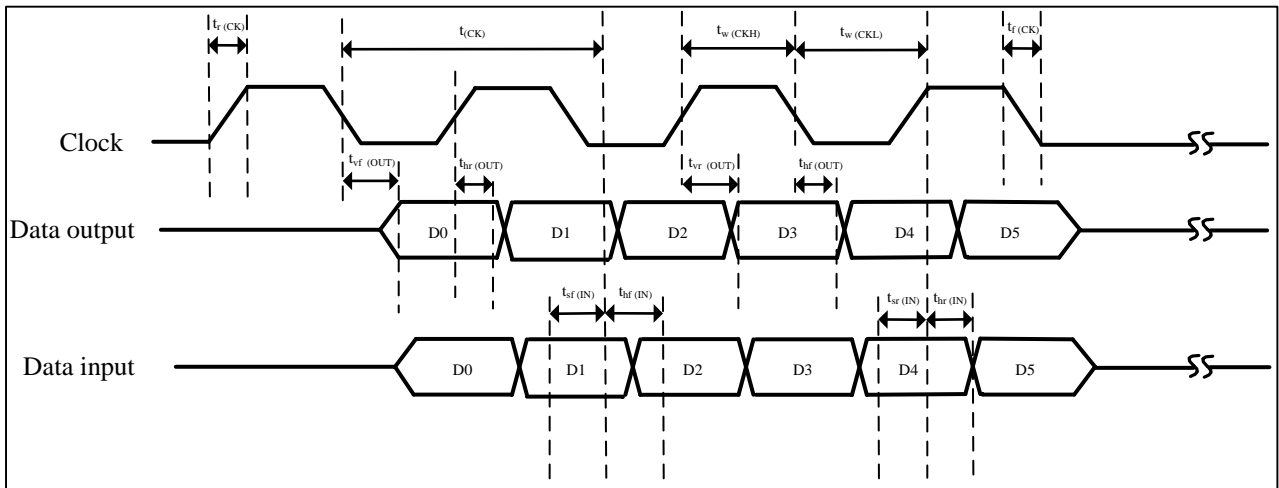 tr (CK)
t(CK)
tw (CKH)
tw (CKL)
tf (CK)
Clock
tvf (OUT)
thr (OUT)
tvr (OUT)
thf (OUT)
Data output
D0
D1
D2
D3
D4
D5
tsf (IN)
thf (IN)
tsr (IN)
thr (IN)
Data input
D0
D1
D2
D3
D4
D5